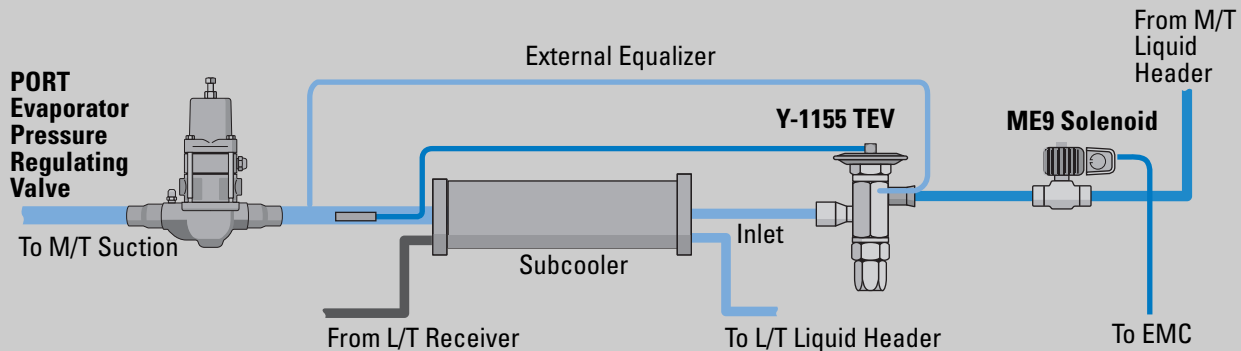 From M/T
Liquid
Header
External Equalizer
PORT
Evaporator
Pressure
Regulating
Valve
Y-1155 TEV
ME9 Solenoid
To M/T Suction
Inlet
Subcooler
From L/T Receiver
To L/T Liquid Header
To EMC